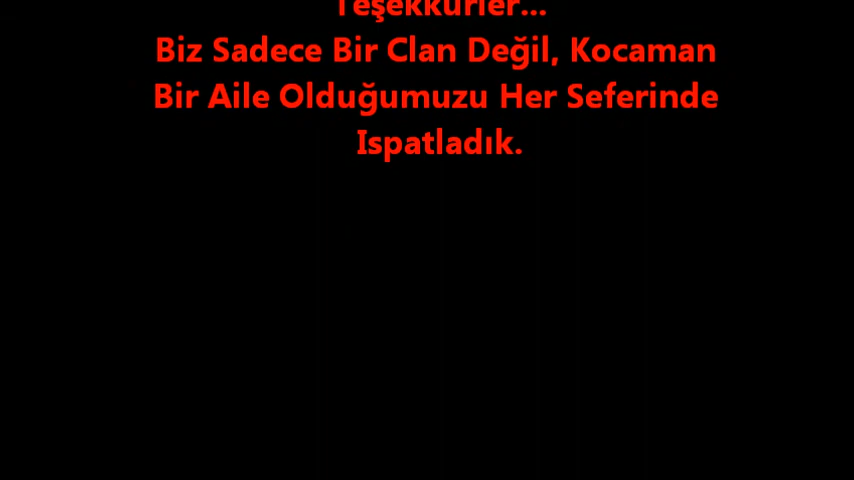 Teşekkürler...
Biz Sadece Bir Clan Değil, Kocaman
Bir Aile Olduğumuzu Her Seferinde
Ispatladık.